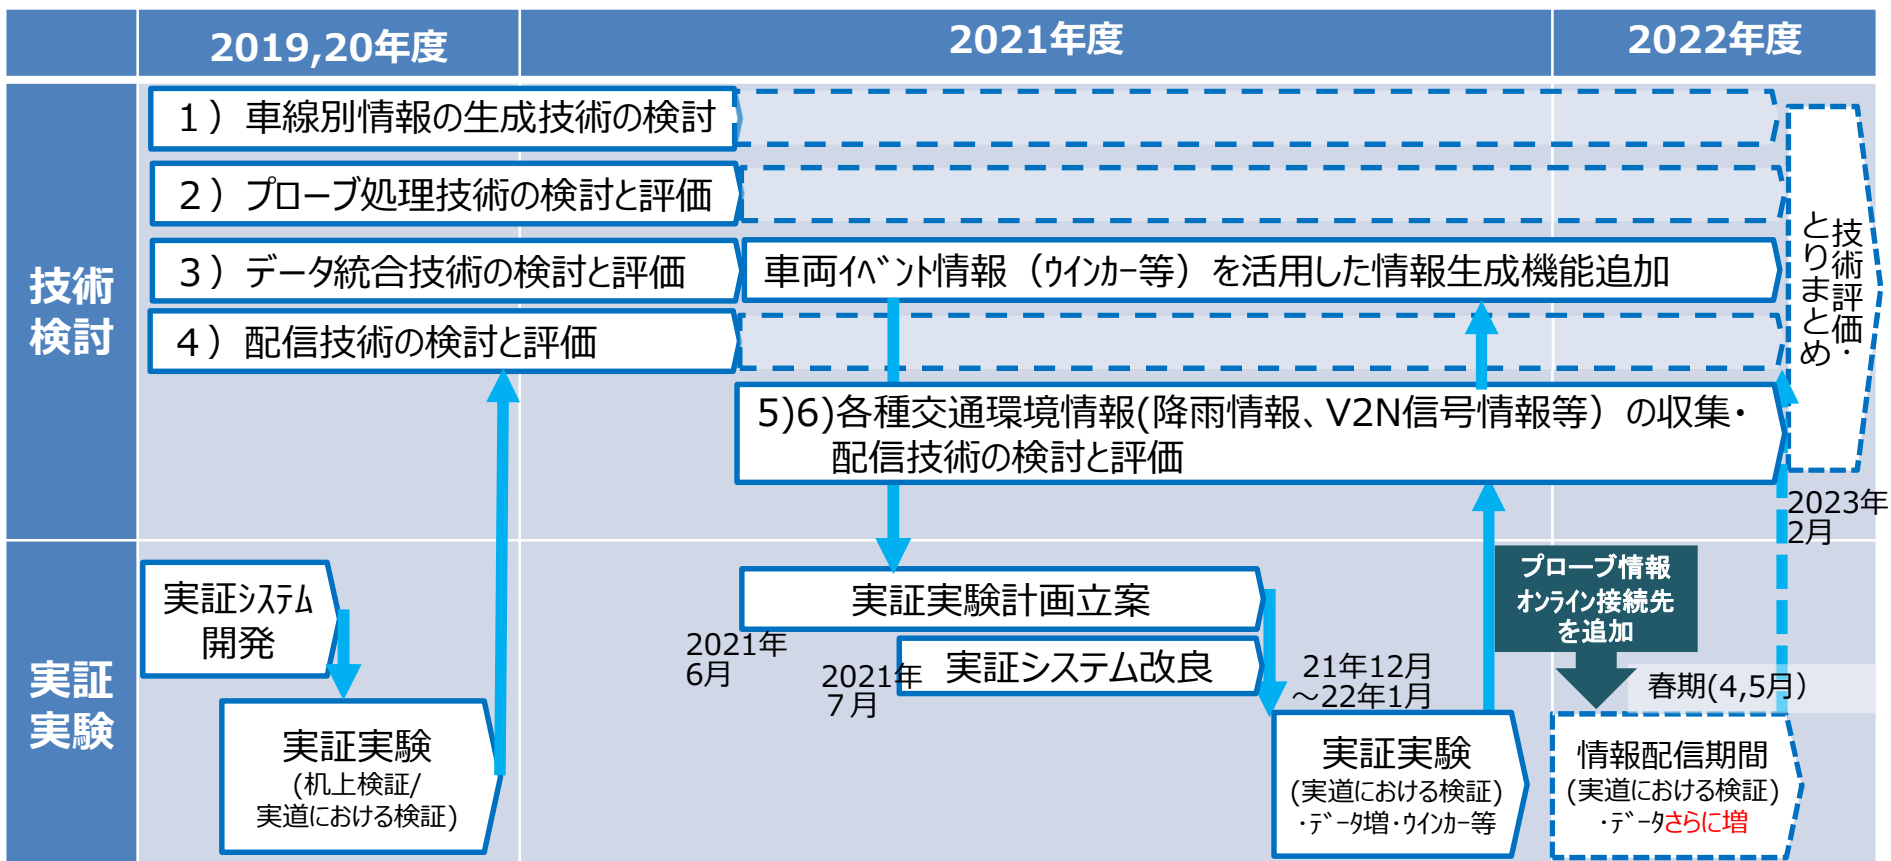 2019,20年度
2021年度
2022年度
技術
検討
1）車線別情報の生成技術の検討
2）プローブ処理技術の検討と評価
3）データ統合技術の検討と評価
車両ｲﾍﾞﾝﾄ情報（ｳｲﾝｶｰ等）を活用した情報生成機能追加
4）配信技術の検討と評価
5)6)各種交通環境情報(降雨情報、V2N信号情報等）の収集・
配信技術の検討と評価
技術評価・
とりまとめ
2023年
2月
実証
実験
実証ｼｽﾃﾑ
開発
実証実験
(机上検証/
実道における検証)
実証実験計画立案
2021年
6月
実証システム改良
2021年
７月
21年12月
～22年1月
実証実験
(実道における検証)
・ﾃﾞｰﾀ増・ｳｲﾝｶｰ等
プローブ情報
ｵﾝﾗｲﾝ接続先
を追加
春期(4,5月）
情報配信期間
(実道における検証)
・ﾃﾞｰﾀさらに増